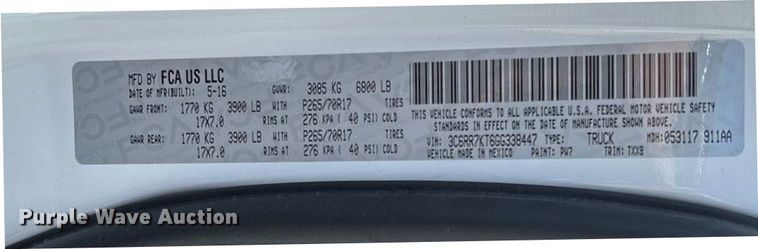 MFD BY FCA US LLC
DATE OF MFR(BUILT): 5-16 GVWR: 3085 KG 6800 LB
GAWR FRONT: 1770 KG 3900 LB WITH P265/70R17 TIRES
17X7.0 RIMS AT 276 KPA ( 40 PSI) COLD
GAWR REAR: 1770 KG 3900 LB WITH P265/70R17 TIRES
17X7.0 RIMS AT 276 KPA ( 40 PSI) COLD
THIS VEHICLE CONFORMS TO ALL APPLICABLE U.S.A. FEDERAL MOTOR VEHICLE SAFETY
STANDARDS IN EFFECT ON THE DATE OF MANUFACTURE SHOWN ABOVE.
VIN: 3C6RR7KT6GG338447 TYPE: TRUCK MDH: 053117 911AA
VEHICLE MADE IN MEXICO PAINT: PW7 TRIM: TXX8
Purple Wave Auction